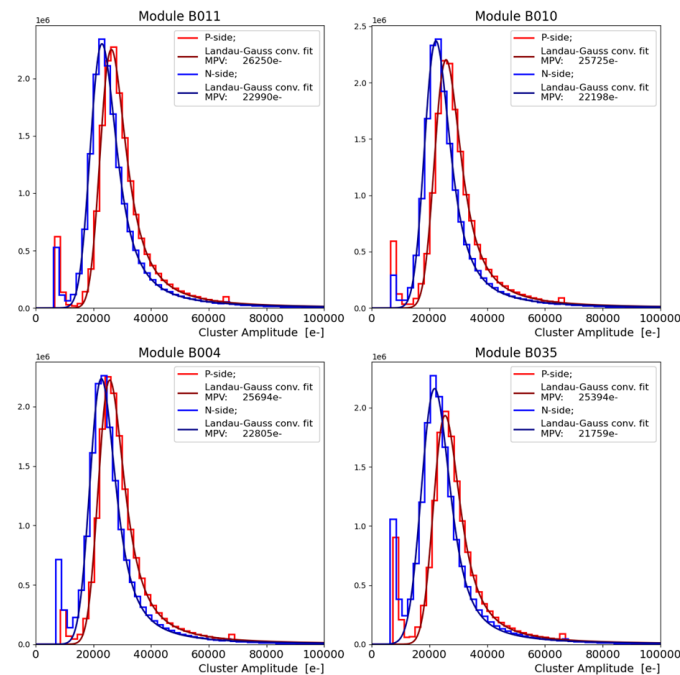 Module B011
1e6
P-side;
Landau-Gauss conv. fit
MPV: 26250e-
N-side;
Landau-Gauss conv. fit
MPV: 22990e-
2.0
1.5
1.0
0.5
0.0
0 20000 40000 60000 80000 100000
Cluster Amplitude [e-]
Module B010
1e6
P-side;
Landau-Gauss conv. fit
MPV: 25725e-
N-side;
Landau-Gauss conv. fit
MPV: 22198e-
2.5
2.0
1.5
1.0
0.5
0.0
0 20000 40000 60000 80000 100000
Cluster Amplitude [e-]
Module B004
1e6
P-side;
Landau-Gauss conv. fit
MPV: 25694e-
N-side;
Landau-Gauss conv. fit
MPV: 22805e-
2.0
1.5
1.0
0.5
0.0
0 20000 40000 60000 80000 100000
Cluster Amplitude [e-]
Module B035
1e6
P-side;
Landau-Gauss conv. fit
MPV: 25394e-
N-side;
Landau-Gauss conv. fit
MPV: 21759e-
2.0
1.5
1.0
0.5
0.0
0 20000 40000 60000 80000 100000
Cluster Amplitude [e-]